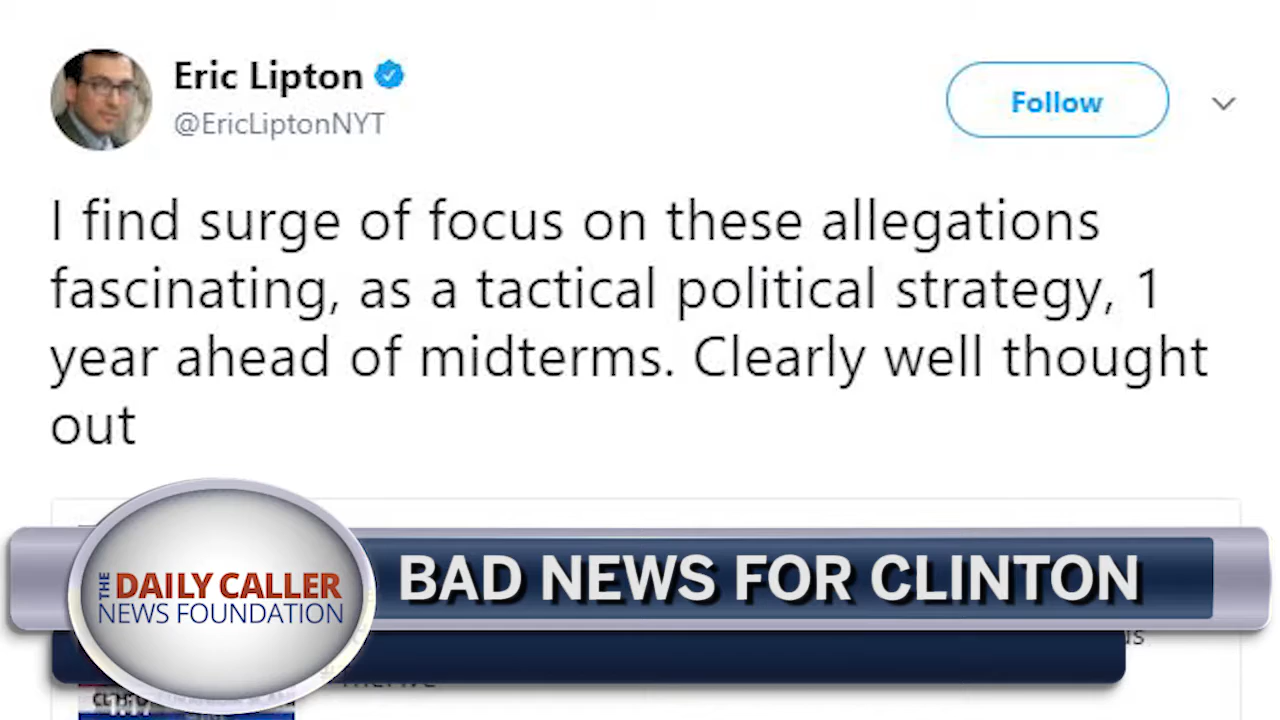 Eric Lipton
@EricLiptonNYT
Follow
I find surge of focus on these allegations
fascinating, as a tactical political strategy, 1
year ahead of midterms. Clearly well thought
out
THE DAILY CALLER
NEWS FOUNDATION
BAD NEWS FOR CLINTON